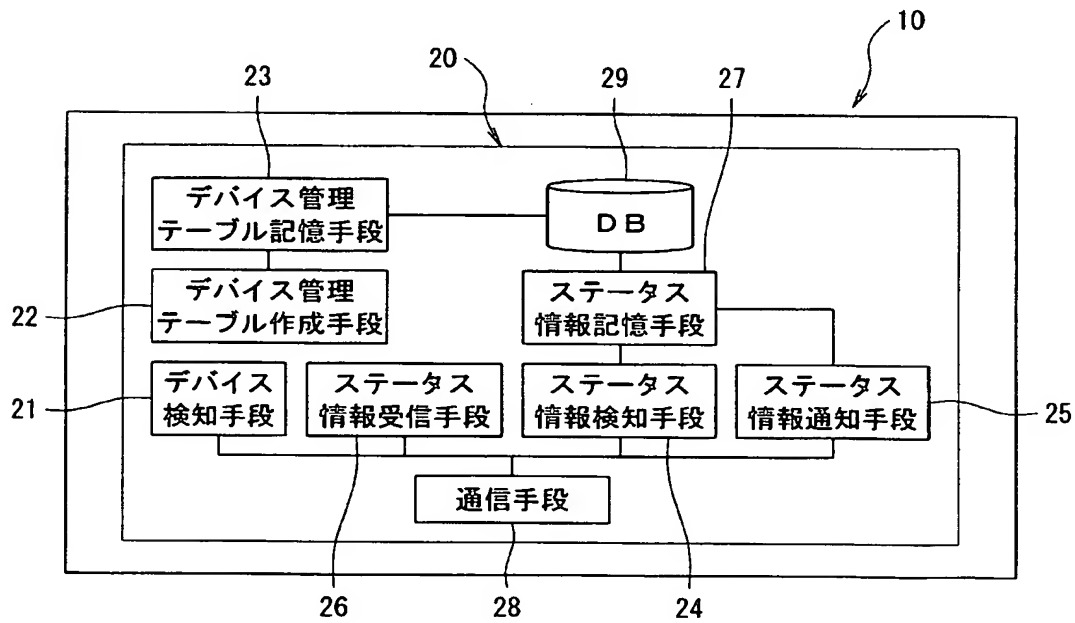 10
20
23
29
27
デバイス管理
テーブル記憶手段
DB
22
デバイス管理
テーブル作成手段
ステータス
情報記憶手段
21
デバイス
検知手段
ステータス
情報受信手段
ステータス
情報検知手段
ステータス
情報通知手段
25
通信手段
26
28
24